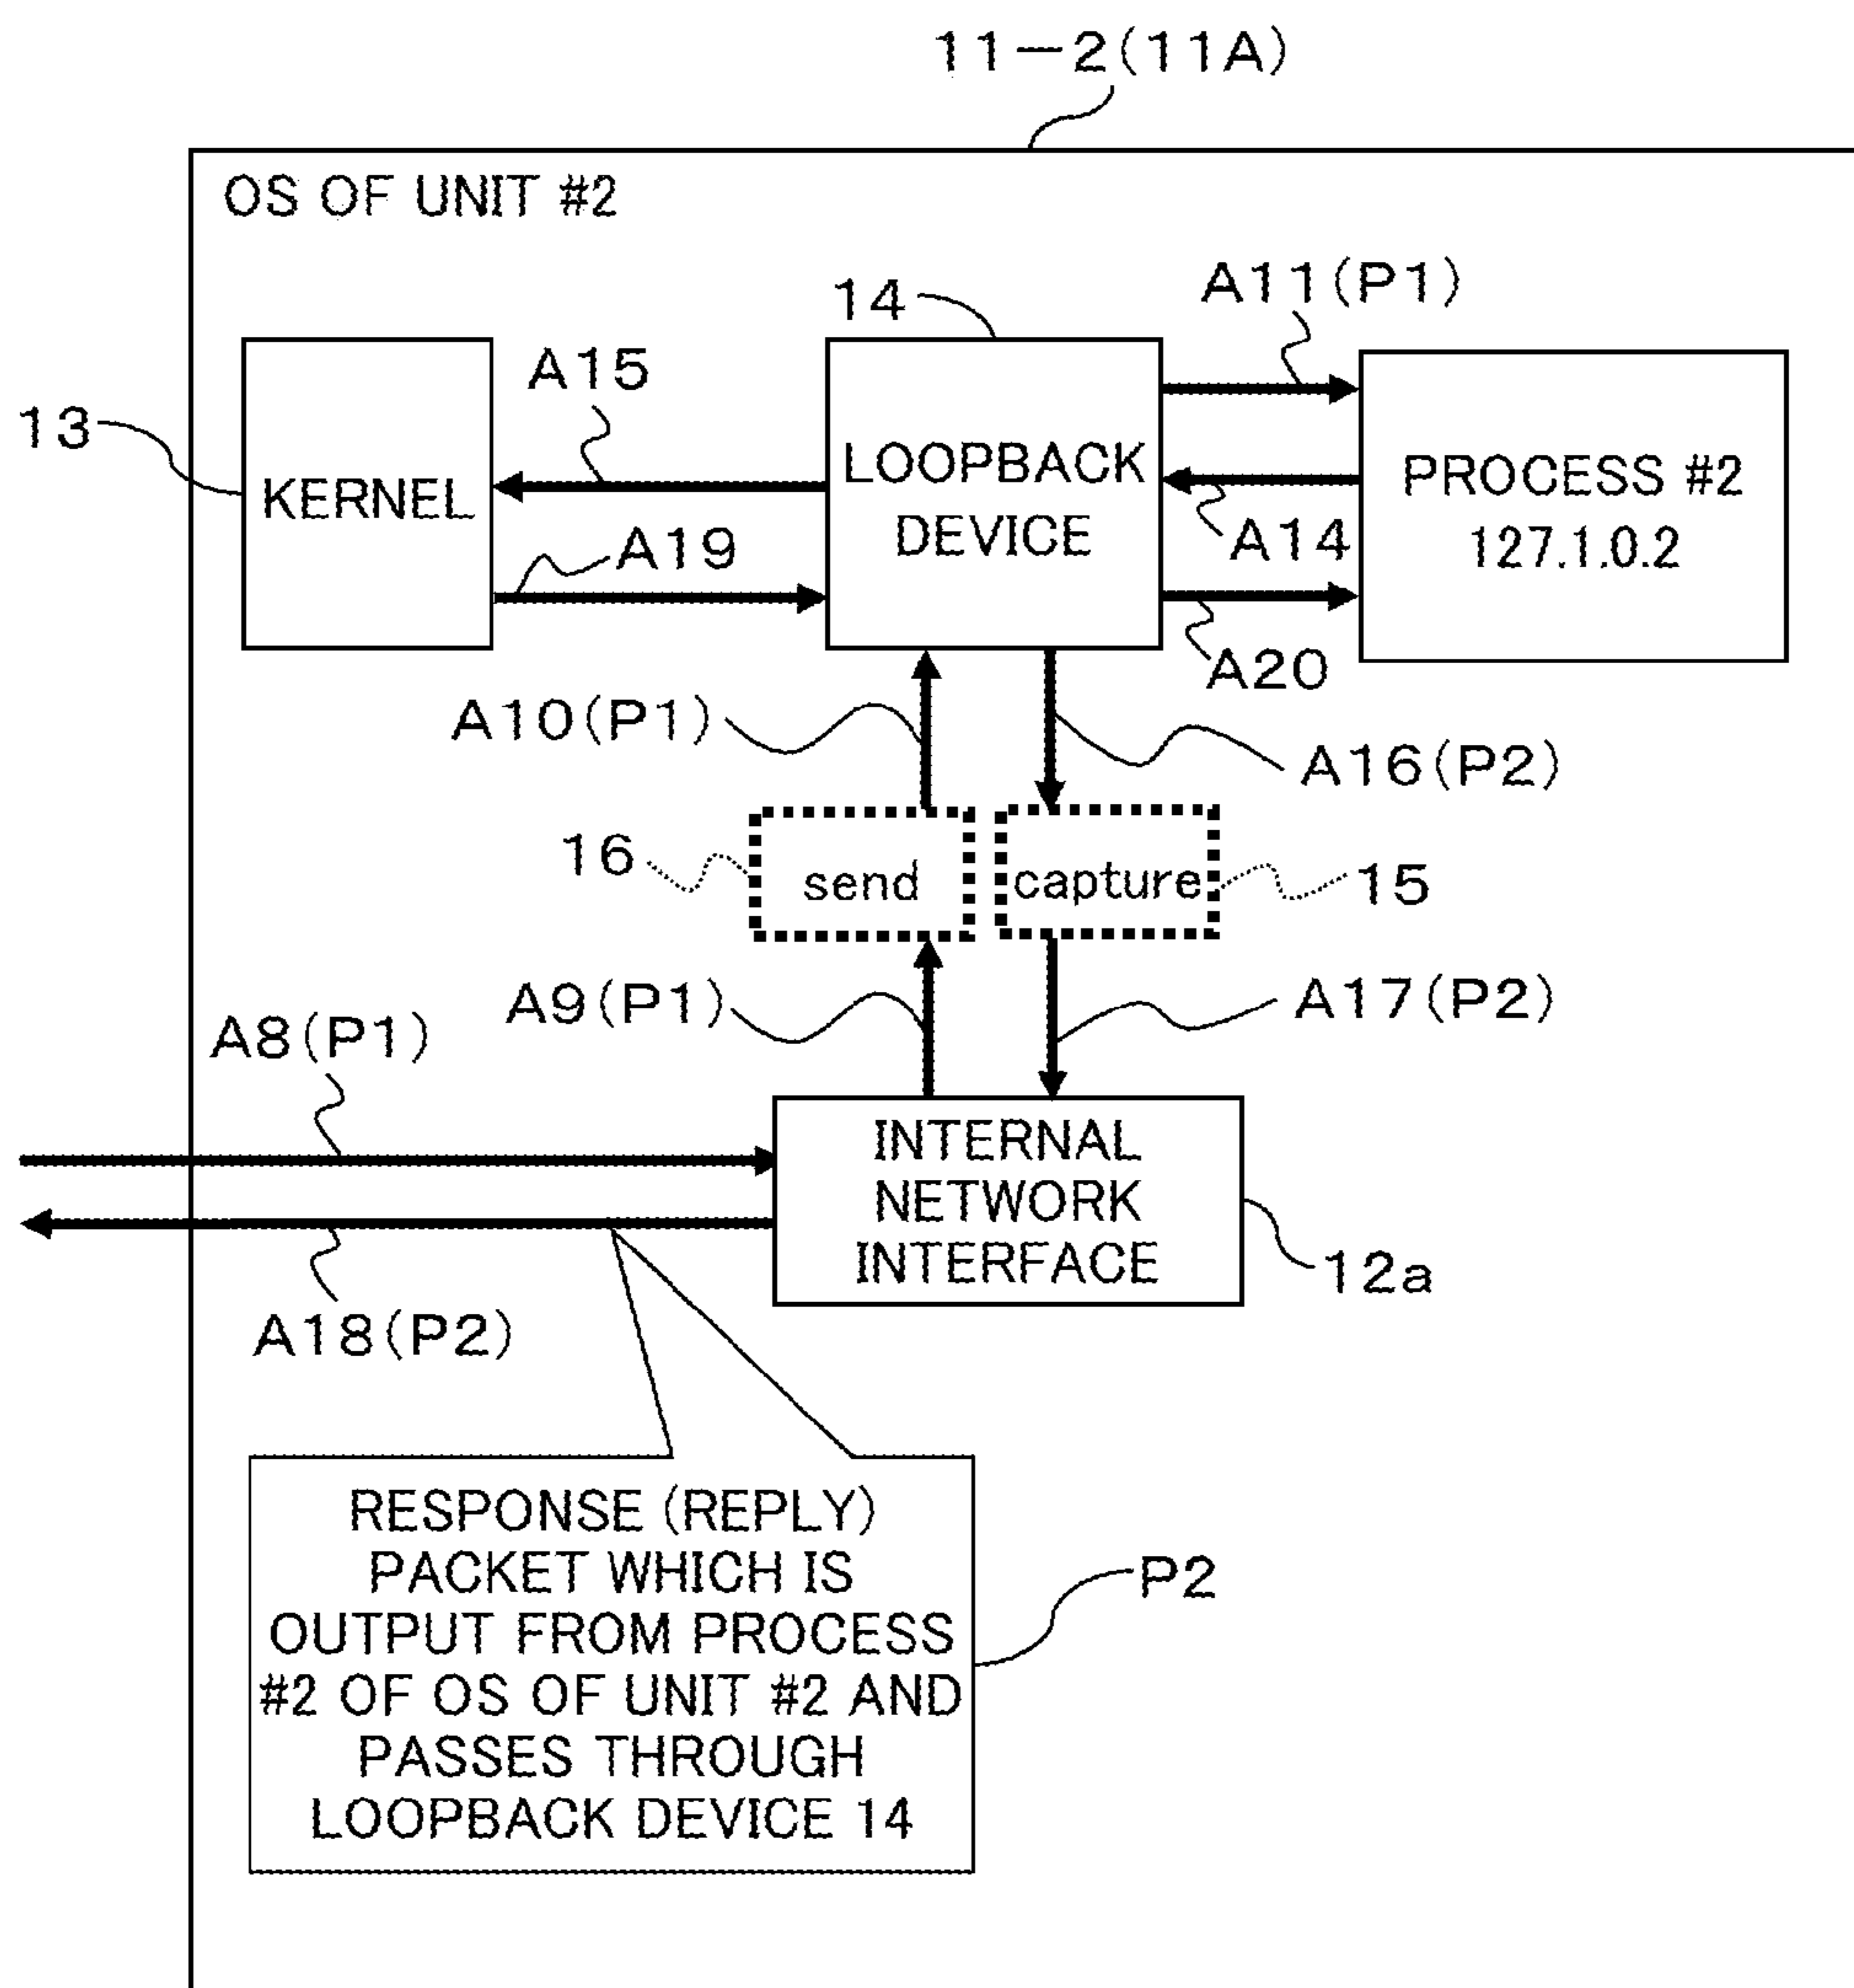 11-2(11A)
OS OF UNIT #2
14
A11(P1)
A15
13
KERNEL
LOOPBACK
DEVICE
PROCESS #2
127.1.0.2
A14
A19
A20
A10(P1)
A16(P2)
16
send
capture
15
A9(P1)
A17(P2)
A8(P1)
INTERNAL
NETWORK
INTERFACE
12a
A18(P2)
RESPONSE (REPLY)
PACKET WHICH IS
OUTPUT FROM PROCESS
#2 OF OS OF UNIT #2 AND
PASSES THROUGH
LOOPBACK DEVICE 14
P2